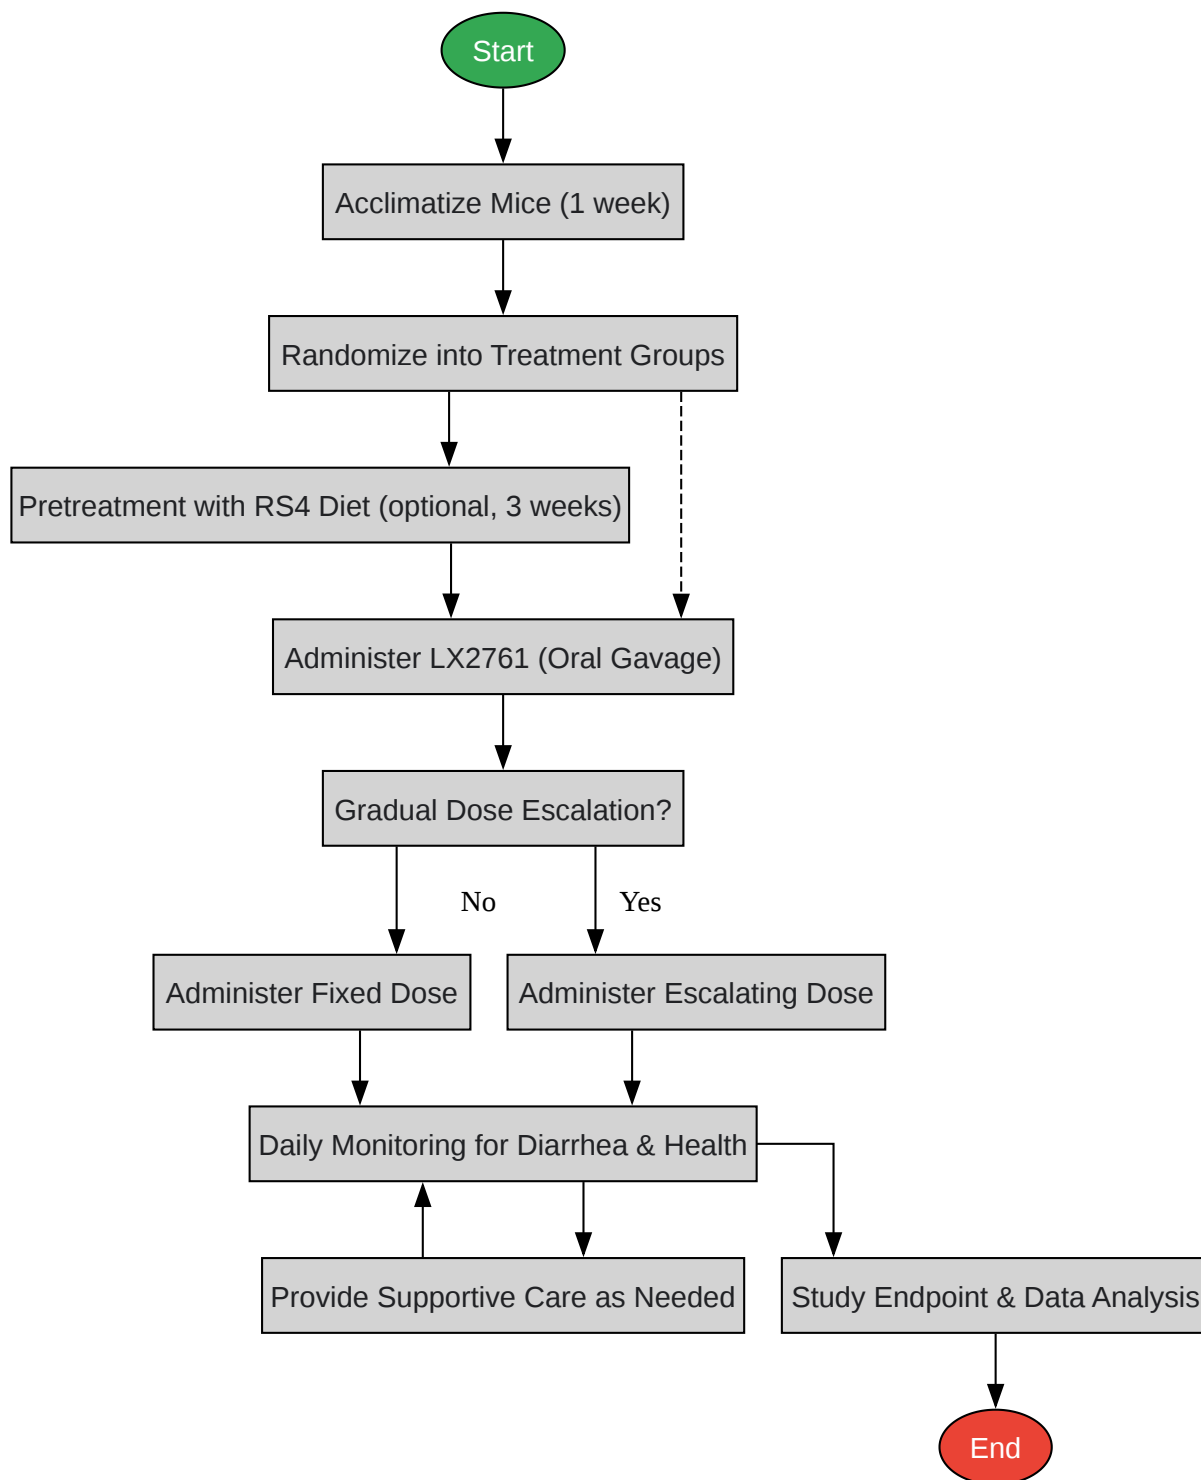 Start
Acclimatize Mice (1 week)
Randomize into Treatment Groups
Pretreatment with RS4 Diet (optional, 3 weeks)
Administer LX2761 (Oral Gavage)
Gradual Dose Escalation?
No
Yes
Administer Fixed Dose
Administer Escalating Dose
Daily Monitoring for Diarrhea & Health
Provide Supportive Care as Needed
Study Endpoint & Data Analysis
End